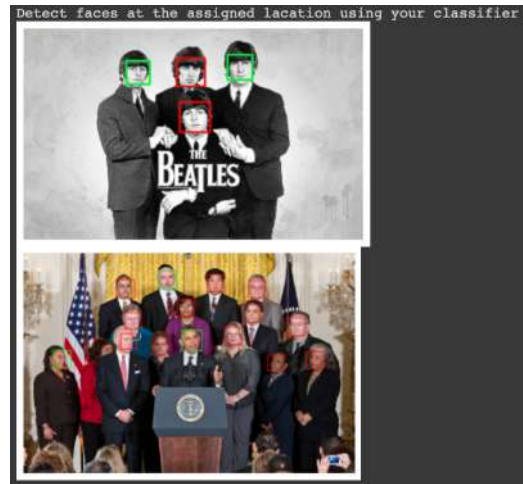 Detect faces at the assigned lacation using your classifier
THE
BEATLES